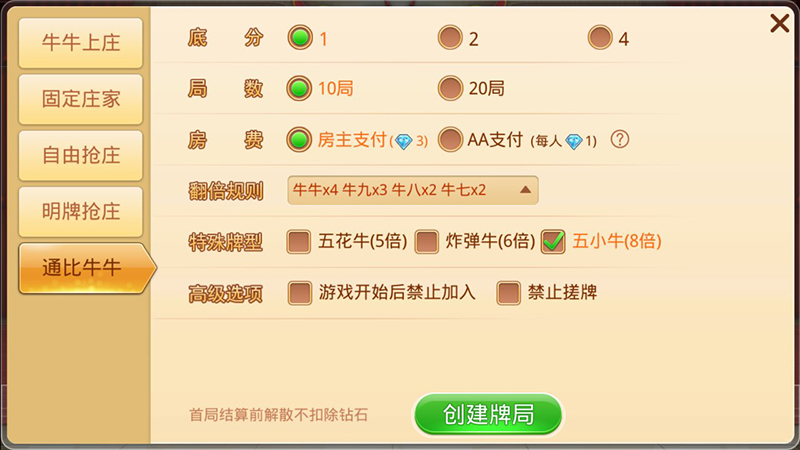 牛牛上庄
固定庄家
自由抢庄
明牌抢庄
通比牛牛
底 分 1 2 4
局 数 10局 20局
房 费 房主支付(3) AA支付 (每人 1) ?
翻倍规则 牛牛x4 牛九x3 牛八x2 牛七x2
特殊牌型 五花牛(5倍) 炸弹牛(6倍) 五小牛(8倍)
高级选项 游戏开始后禁止加入 禁止搓牌
首局结算前解散不扣除钻石 创建牌局